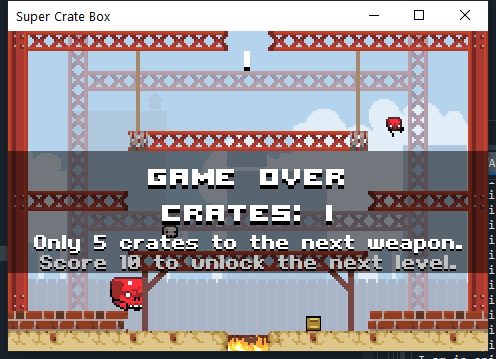 Super Crate Box
1
GAME OVER
CRATES: 1
Only 5 crates to the next weapon.
Score 10 to unlock the next level.